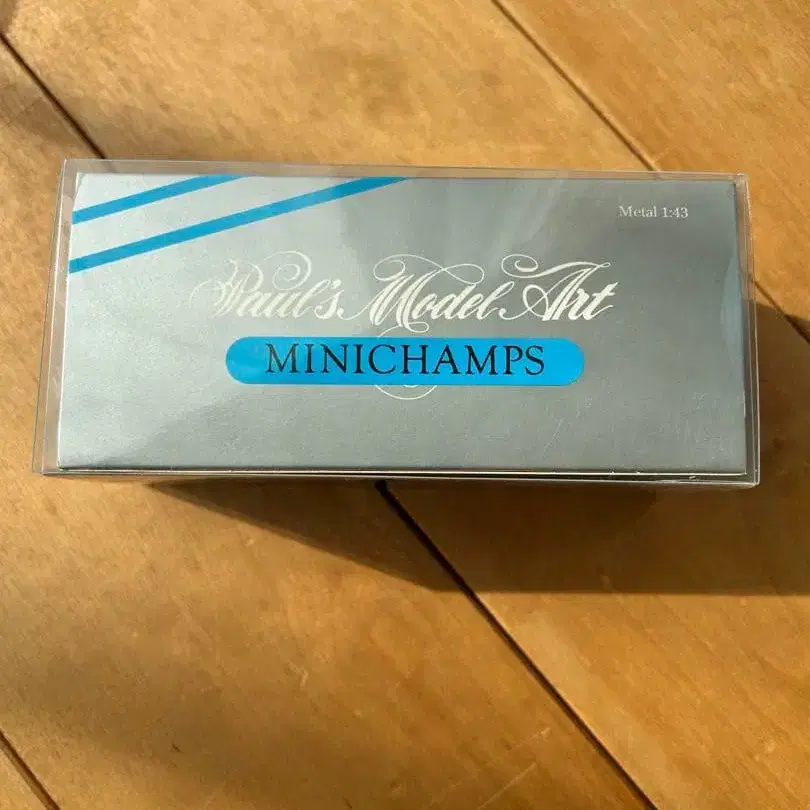 Metal 1:43
Paul's Model Art
MINICHAMPS